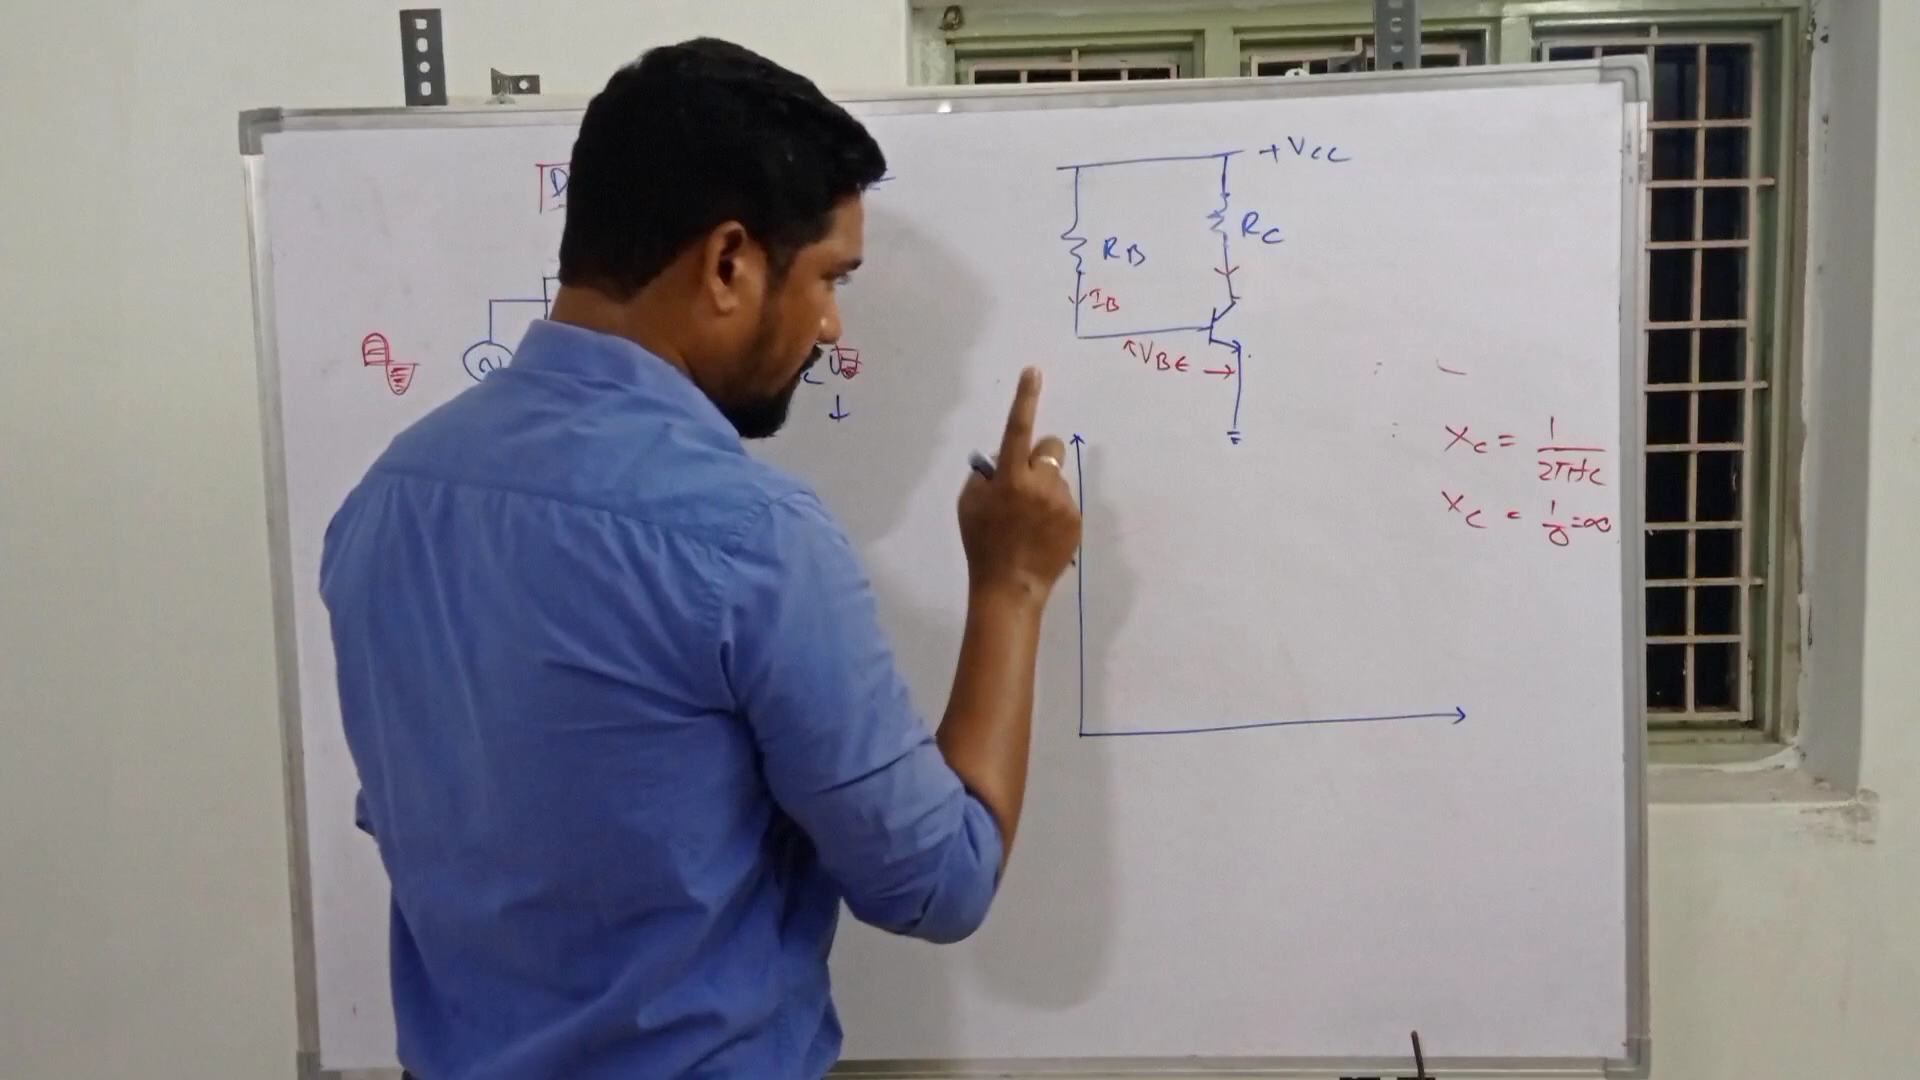 D
+VCC
RC
RB
IB
VBE
XC = 1/2πfC
XC = 1/0 = ∞